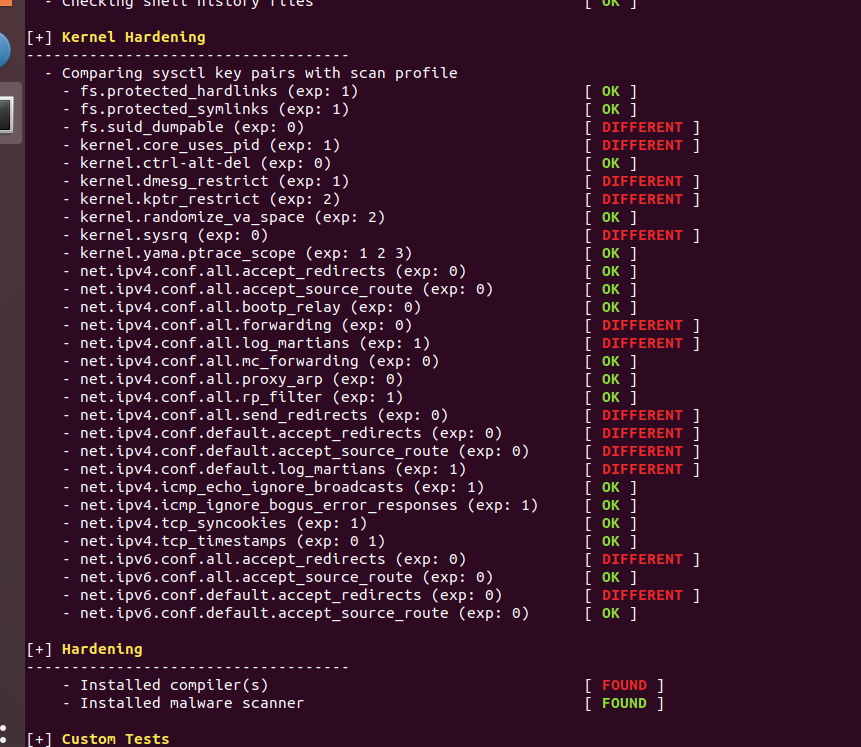 - Checking shell history files [ OK ]
[+] Kernel Hardening
------------------------------------
- Comparing sysctl key pairs with scan profile
- fs.protected_hardlinks (exp: 1) [ OK ]
- fs.protected_symlinks (exp: 1) [ OK ]
- fs.suid_dumpable (exp: 0) [ DIFFERENT ]
- kernel.core_uses_pid (exp: 1) [ DIFFERENT ]
- kernel.ctrl-alt-del (exp: 0) [ OK ]
- kernel.dmesg_restrict (exp: 1) [ DIFFERENT ]
- kernel.kptr_restrict (exp: 2) [ DIFFERENT ]
- kernel.randomize_va_space (exp: 2) [ OK ]
- kernel.sysrq (exp: 0) [ DIFFERENT ]
- kernel.yama.ptrace_scope (exp: 1 2 3) [ OK ]
- net.ipv4.conf.all.accept_redirects (exp: 0) [ OK ]
- net.ipv4.conf.all.accept_source_route (exp: 0) [ OK ]
- net.ipv4.conf.all.bootp_relay (exp: 0) [ OK ]
- net.ipv4.conf.all.forwarding (exp: 0) [ DIFFERENT ]
- net.ipv4.conf.all.log_martians (exp: 1) [ DIFFERENT ]
- net.ipv4.conf.all.mc_forwarding (exp: 0) [ OK ]
- net.ipv4.conf.all.proxy_arp (exp: 0) [ OK ]
- net.ipv4.conf.all.rp_filter (exp: 1) [ OK ]
- net.ipv4.conf.all.send_redirects (exp: 0) [ DIFFERENT ]
- net.ipv4.conf.default.accept_redirects (exp: 0) [ DIFFERENT ]
- net.ipv4.conf.default.accept_source_route (exp: 0) [ DIFFERENT ]
- net.ipv4.conf.default.log_martians (exp: 1) [ DIFFERENT ]
- net.ipv4.icmp_echo_ignore_broadcasts (exp: 1) [ OK ]
- net.ipv4.icmp_ignore_bogus_error_responses (exp: 1) [ OK ]
- net.ipv4.tcp_syncookies (exp: 1) [ OK ]
- net.ipv4.tcp_timestamps (exp: 0 1) [ OK ]
- net.ipv6.conf.all.accept_redirects (exp: 0) [ DIFFERENT ]
- net.ipv6.conf.all.accept_source_route (exp: 0) [ OK ]
- net.ipv6.conf.default.accept_redirects (exp: 0) [ DIFFERENT ]
- net.ipv6.conf.default.accept_source_route (exp: 0) [ OK ]
[+] Hardening
------------------------------------
- Installed compiler(s) [ FOUND ]
- Installed malware scanner [ FOUND ]
[+] Custom Tests